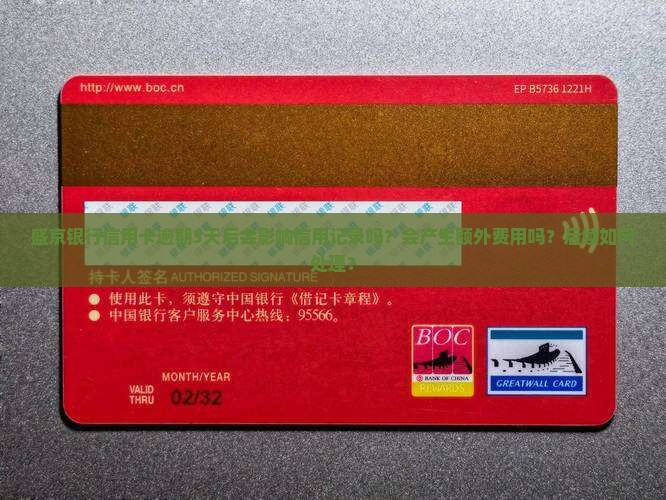 http://www.boc.cn
EP B5736 1221H
盛京银行信用卡逾期5天后会影响信用记录吗？会产生额外费用吗？
处理？
持卡人签名 AUTHORIZED SIGNATURE
使用此卡，须遵守中国银行《借记卡章程》。
中国银行客户服务中心热线：95566。
MONTH/YEAR
VALID
THRU
02/32
BOC
BANK OF CHINA
REWARDS
GREATWALL CARD